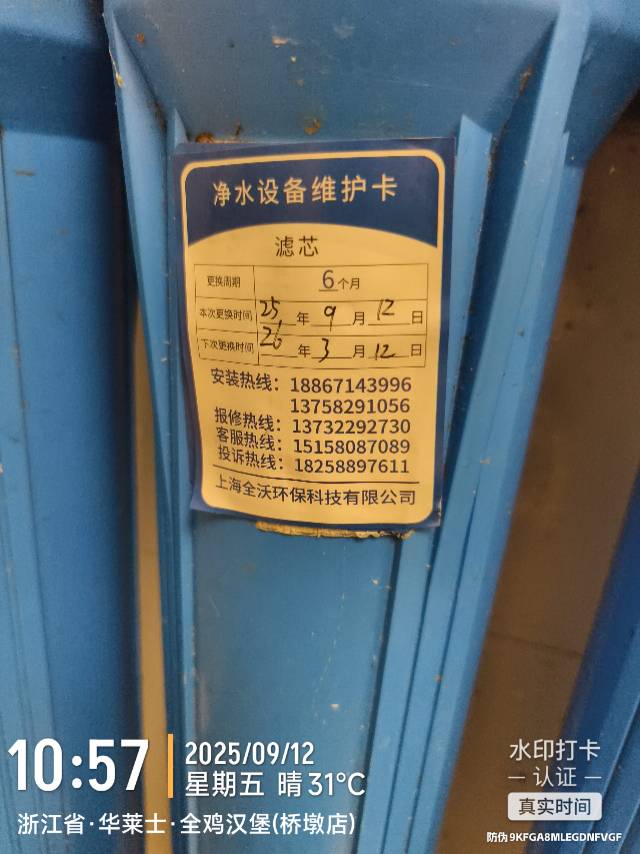 净水设备维护卡
滤芯
更换周期 6个月
本次更换时间 25年9月12日
下次更换时间 26年3月12日
安装热线：18867143996
13758291056
报修热线：13732292730
客服热线：15158087089
投诉热线：18258897611
上海全沃环保科技有限公司
10:57
2025/09/12
星期五 晴 31°C
浙江省·华莱士·全鸡汉堡(桥墩店)
水印打卡
认证
真实时间
防伪 9KFGA8MLEGDNFVGF